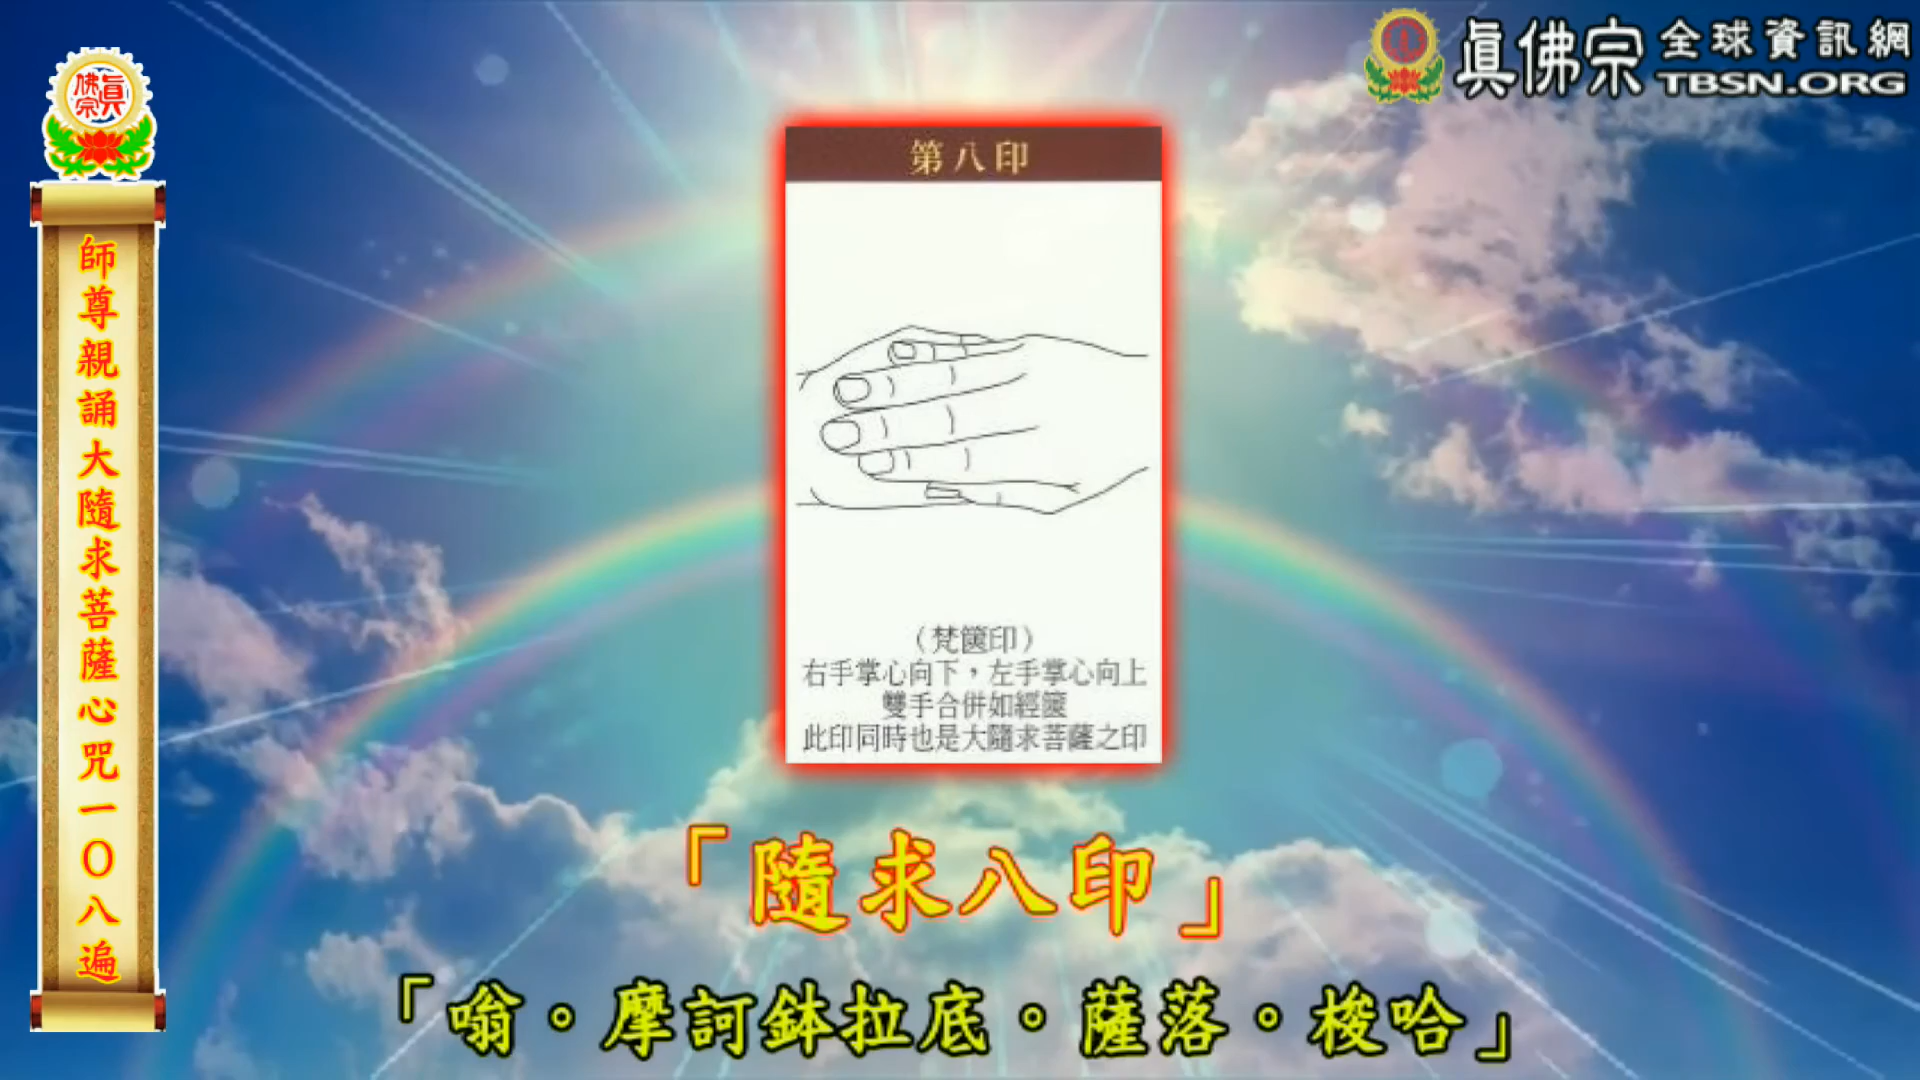 真佛宗
師尊親誦大隨求菩薩心咒一〇八遍
真佛宗 全球資訊網
TBSN.ORG
第八印
（梵篋印）
右手掌心向下，左手掌心向上
雙手合併如經篋
此印同時也是大隨求菩薩之印
「隨求八印」
「嗡。摩訶鉢拉底。薩落。梭哈」